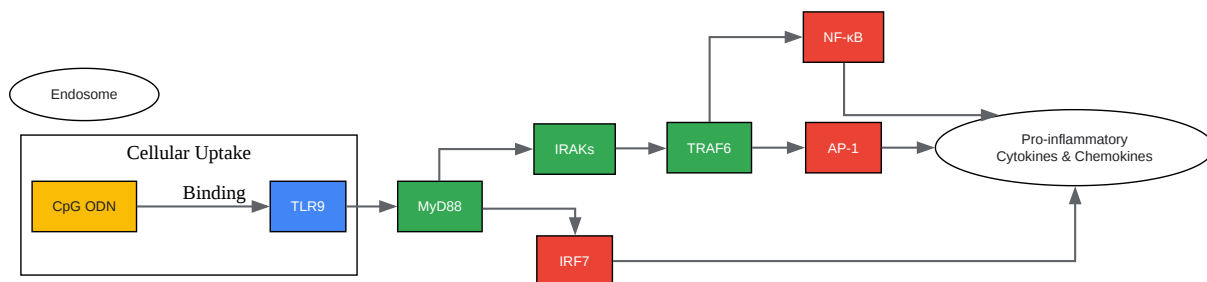 Endosome
Cellular Uptake
CpG ODN
Binding
TLR9
MyD88
IRAKs
TRAF6
NF-κB
AP-1
IRF7
Pro-inflammatory
Cytokines & Chemokines